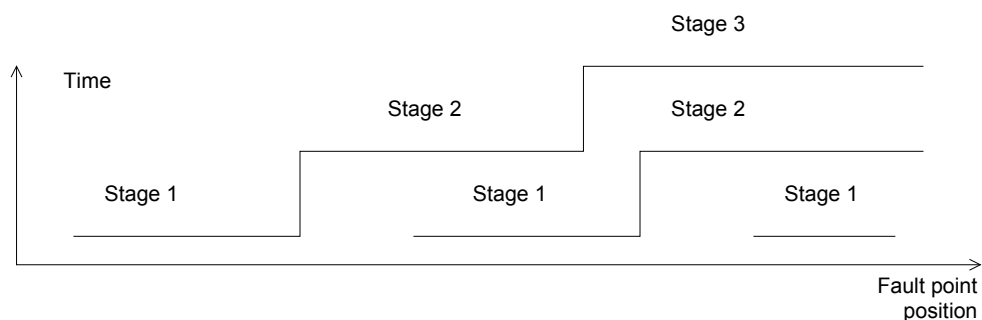 Stage 3
Time
Stage 2
Stage 2
Stage 1
Stage 1
Stage 1
Fault point
position